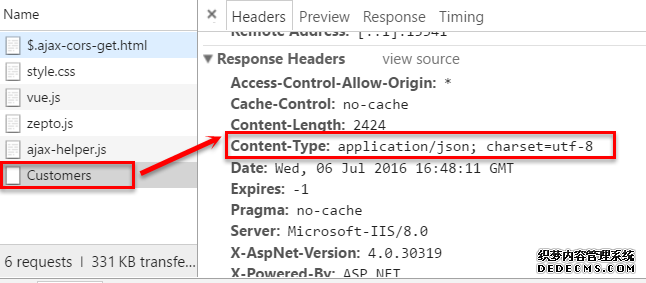 Name
$.ajax-cors-get.html
style.css
vue.js
zepto.js
ajax-helper.js
Customers
6 requests | 331 KB transfe...
× Headers Preview Response Timing
Remote Address: [::1]:19341
▼ Response Headers view source
Access-Control-Allow-Origin: *
Cache-Control: no-cache
Content-Length: 2424
Content-Type: application/json; charset=utf-8
Date: Wed, 06 Jul 2016 16:48:11 GMT
Expires: -1
Pragma: no-cache
Server: Microsoft-IIS/8.0
X-AspNet-Version: 4.0.30319
X-Powered-By: ASP.NET
织梦内容管理系统
DEDECMS.COM